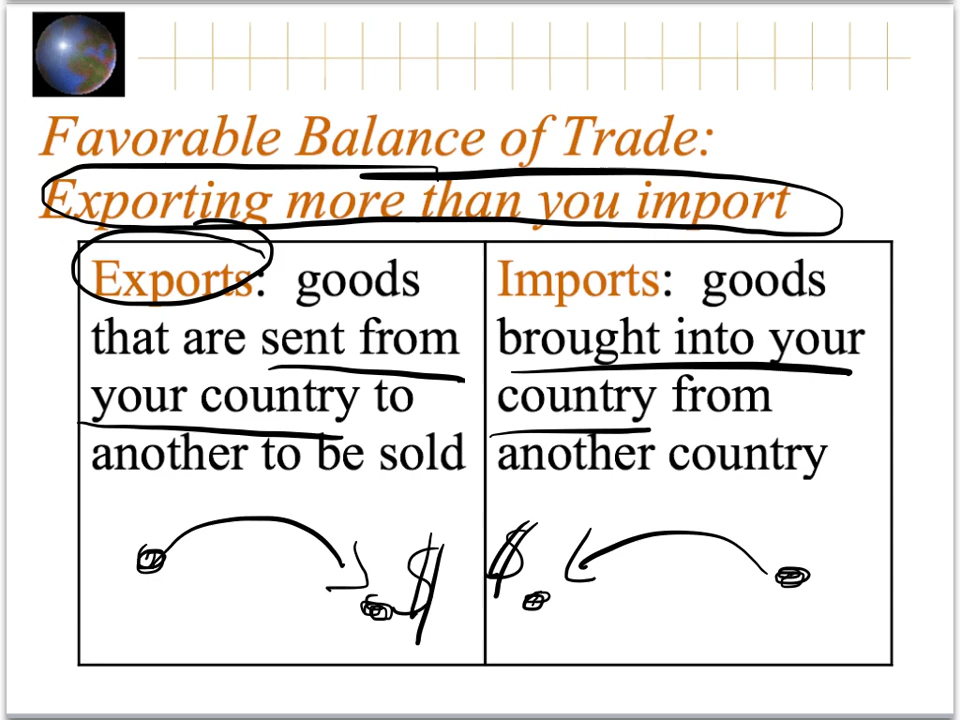 Favorable Balance of Trade:
Exporting more than you import
Exports: goods
that are sent from
your country to
another to be sold
$
Imports: goods
brought into your
country from
another country
$